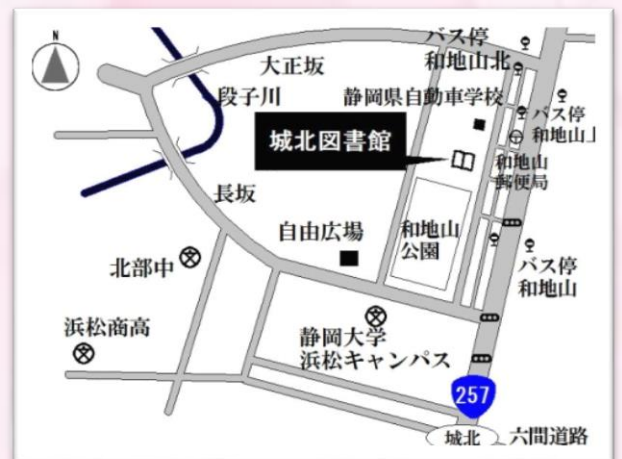 N
バス停
和地山北
大正坂
段子川
静岡県自動車学校
城北図書館
バス停
和地山上
和地山
郵便局
長坂
自由広場
和地山
公園
北部中
バス停
和地山
浜松商高
静岡大学
浜松キャンパス
257
城北
六間道路